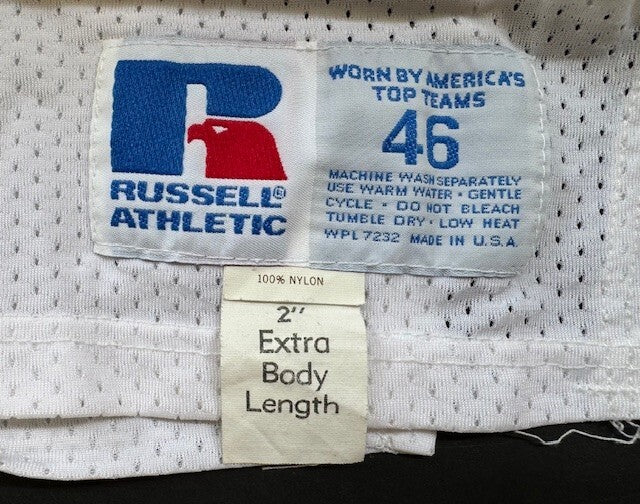 R
RUSSELL®
ATHLETIC
WORN BY AMERICA'S
TOP TEAMS
46
MACHINE WASH SEPARATELY
USE WARM WATER · GENTLE
CYCLE · DO NOT BLEACH
TUMBLE DRY · LOW HEAT
WPL 7232 MADE IN U.S.A.
100% NYLON
2"
Extra
Body
Length